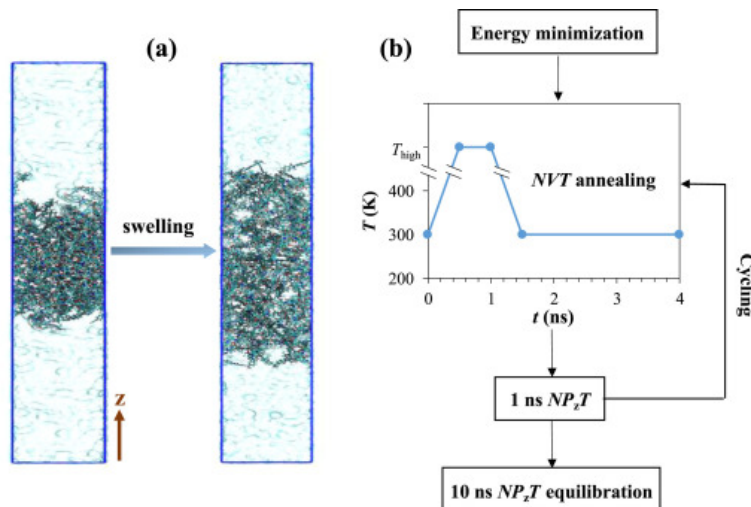 (a)
swelling
z
(b)
Energy minimization
T (K)
T_high
400
300
200
NVT annealing
0
1
2
3
4
t (ns)
Cycling
1 ns NP_zT
10 ns NP_zT equilibration